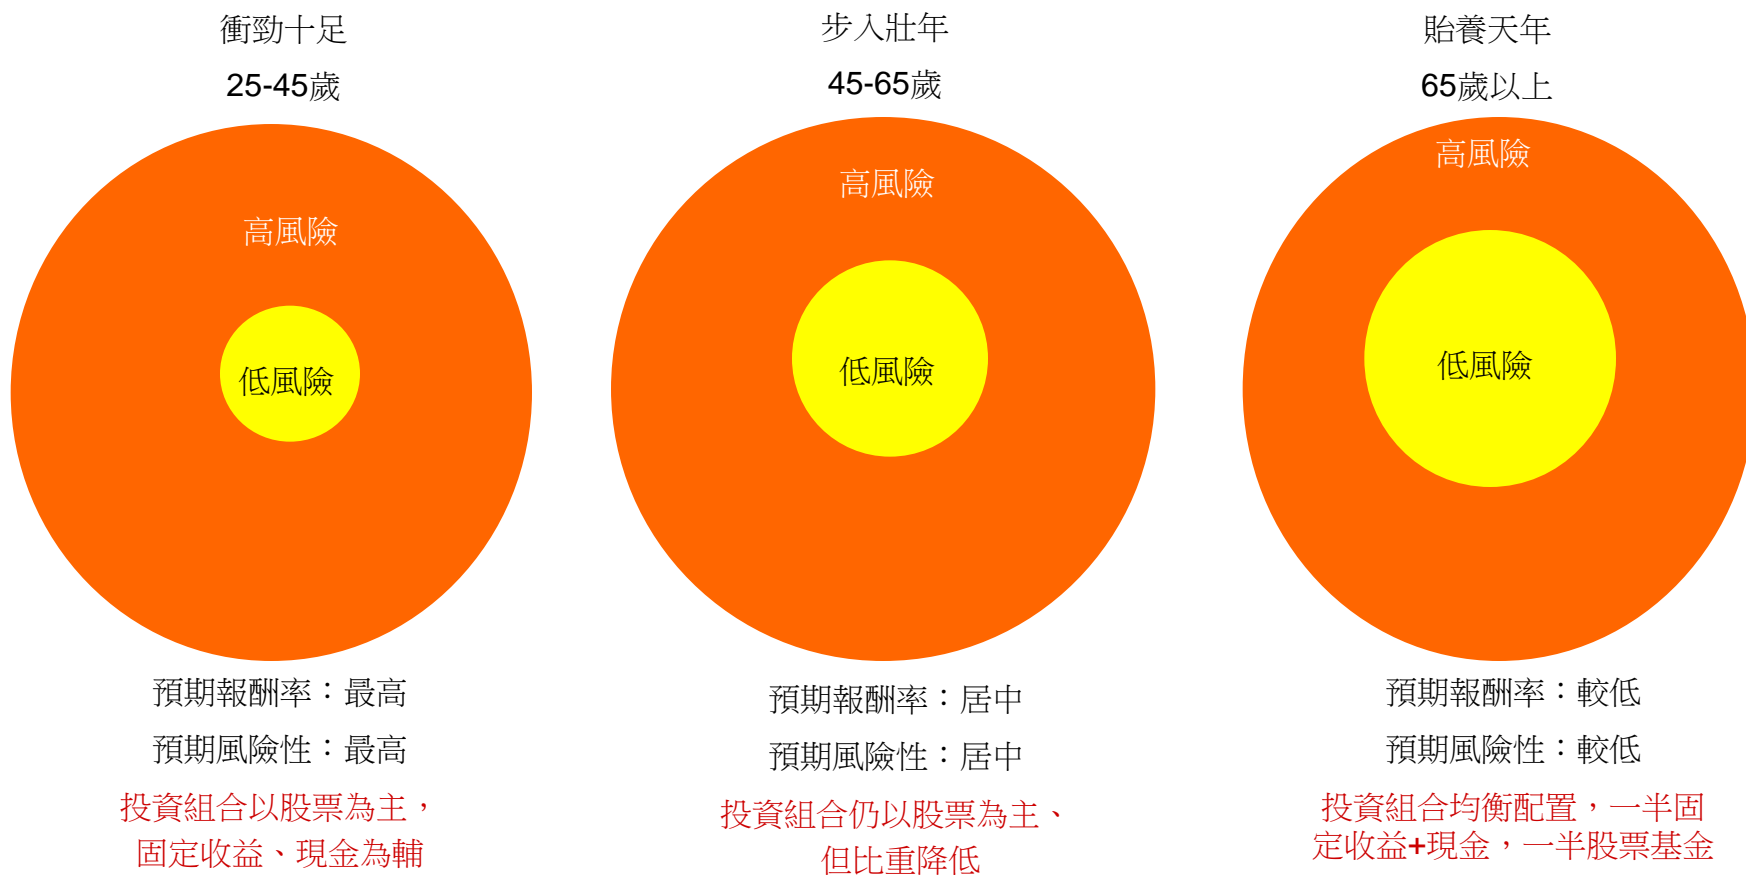 衝勁十足
25-45歲
高風險
低風險
預期報酬率：最高
預期風險性：最高
投資組合以股票為主，
固定收益、現金為輔
步入壯年
45-65歲
高風險
低風險
預期報酬率：居中
預期風險性：居中
投資組合仍以股票為主、
但比重降低
貽養天年
65歲以上
高風險
低風險
預期報酬率：較低
預期風險性：較低
投資組合均衡配置，一半固
定收益+現金，一半股票基金